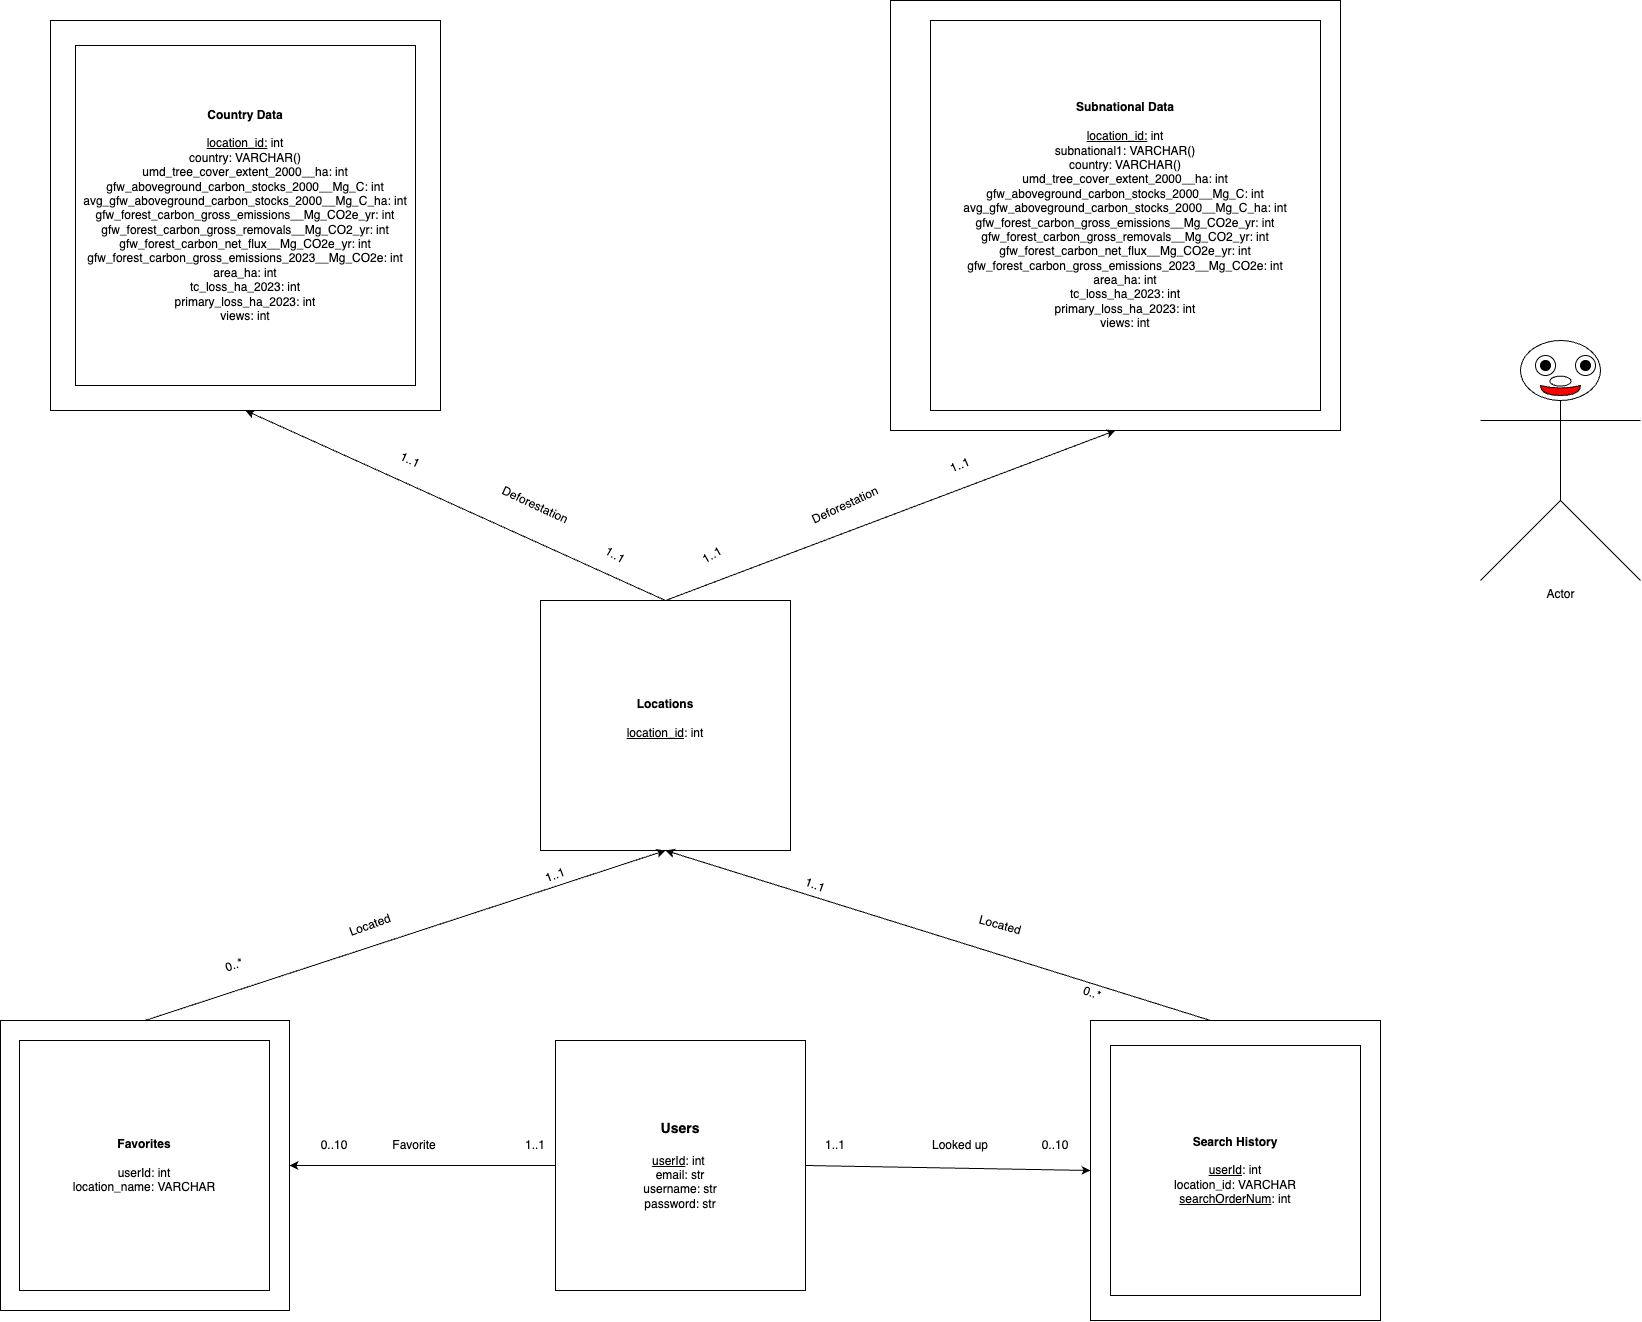 Country Data
location_id: int
country: VARCHAR()
umd_tree_cover_extent_2000__ha: int
gfw_aboveground_carbon_stocks_2000__Mg_C: int
avg_gfw_aboveground_carbon_stocks_2000__Mg_C_ha: int
gfw_forest_carbon_gross_emissions__Mg_CO2e_yr: int
gfw_forest_carbon_gross_removals__Mg_CO2_yr: int
gfw_forest_carbon_net_flux__Mg_CO2e_yr: int
gfw_forest_carbon_gross_emissions_2023__Mg_CO2e: int
area_ha: int
tc_loss_ha_2023: int
primary_loss_ha_2023: int
views: int
Subnational Data
location_id: int
subnational1: VARCHAR()
country: VARCHAR()
umd_tree_cover_extent_2000__ha: int
gfw_aboveground_carbon_stocks_2000__Mg_C: int
avg_gfw_aboveground_carbon_stocks_2000__Mg_C_ha: int
gfw_forest_carbon_gross_emissions__Mg_CO2e_yr: int
gfw_forest_carbon_gross_removals__Mg_CO2_yr: int
gfw_forest_carbon_net_flux__Mg_CO2e_yr: int
gfw_forest_carbon_gross_emissions_2023__Mg_CO2e: int
area_ha: int
tc_loss_ha_2023: int
primary_loss_ha_2023: int
views: int
Actor
1..1
Deforestation
1..1
1..1
Deforestation
1..1
Locations
location_id: int
1..1
Located
0..*
1..1
Located
0..*
Favorites
userId: int
location_name: VARCHAR
0..10
Favorite
1..1
Users
userId: int
email: str
username: str
password: str
1..1
Looked up
0..10
Search History
userId: int
location_id: VARCHAR
searchOrderNum: int